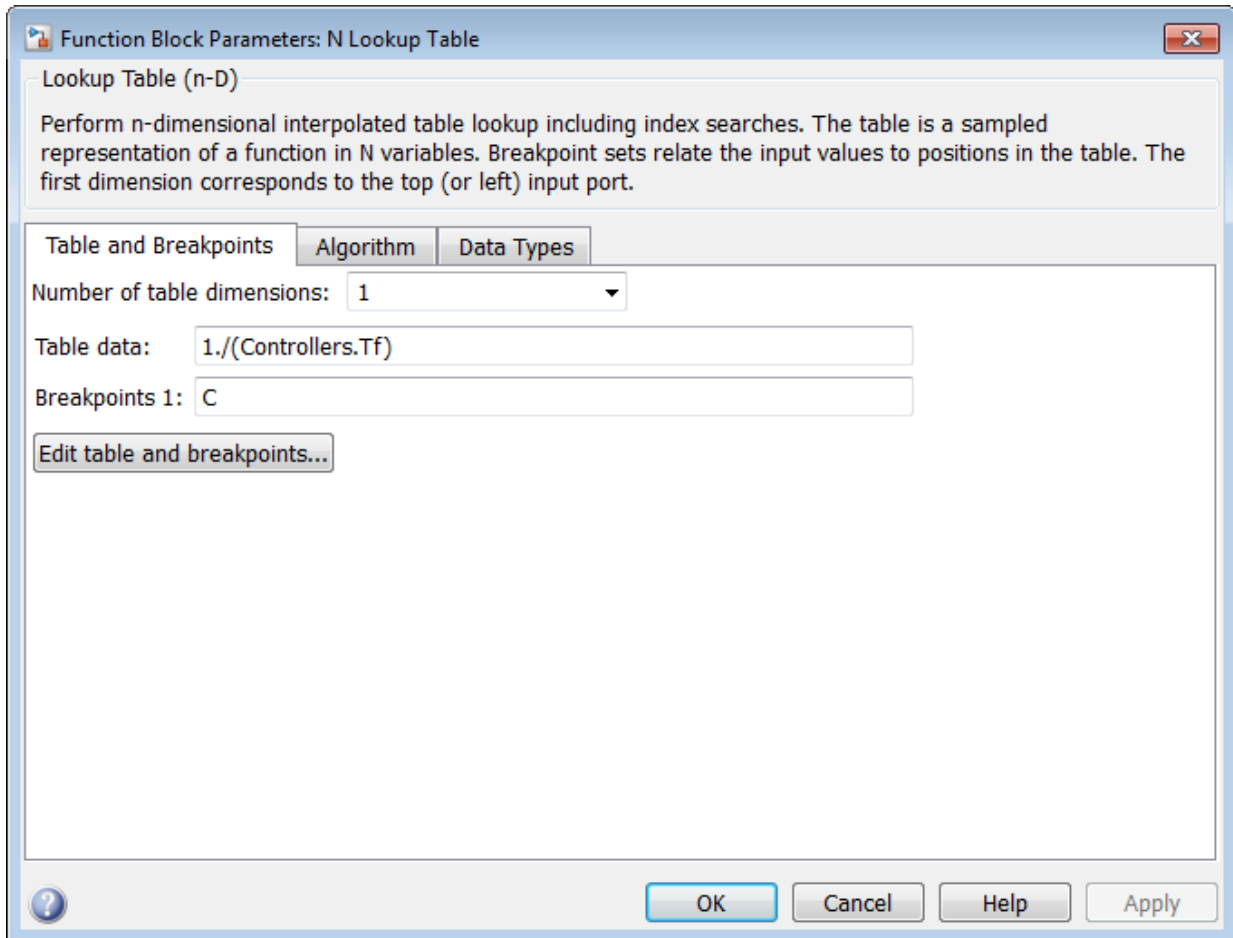 Function Block Parameters: N Lookup Table
Lookup Table (n-D)
Perform n-dimensional interpolated table lookup including index searches. The table is a sampled
representation of a function in N variables. Breakpoint sets relate the input values to positions in the table. The
first dimension corresponds to the top (or left) input port.
Table and Breakpoints Algorithm Data Types
Number of table dimensions: 1
Table data: 1./(Controllers.Tf)
Breakpoints 1: C
Edit table and breakpoints...
? OK Cancel Help Apply